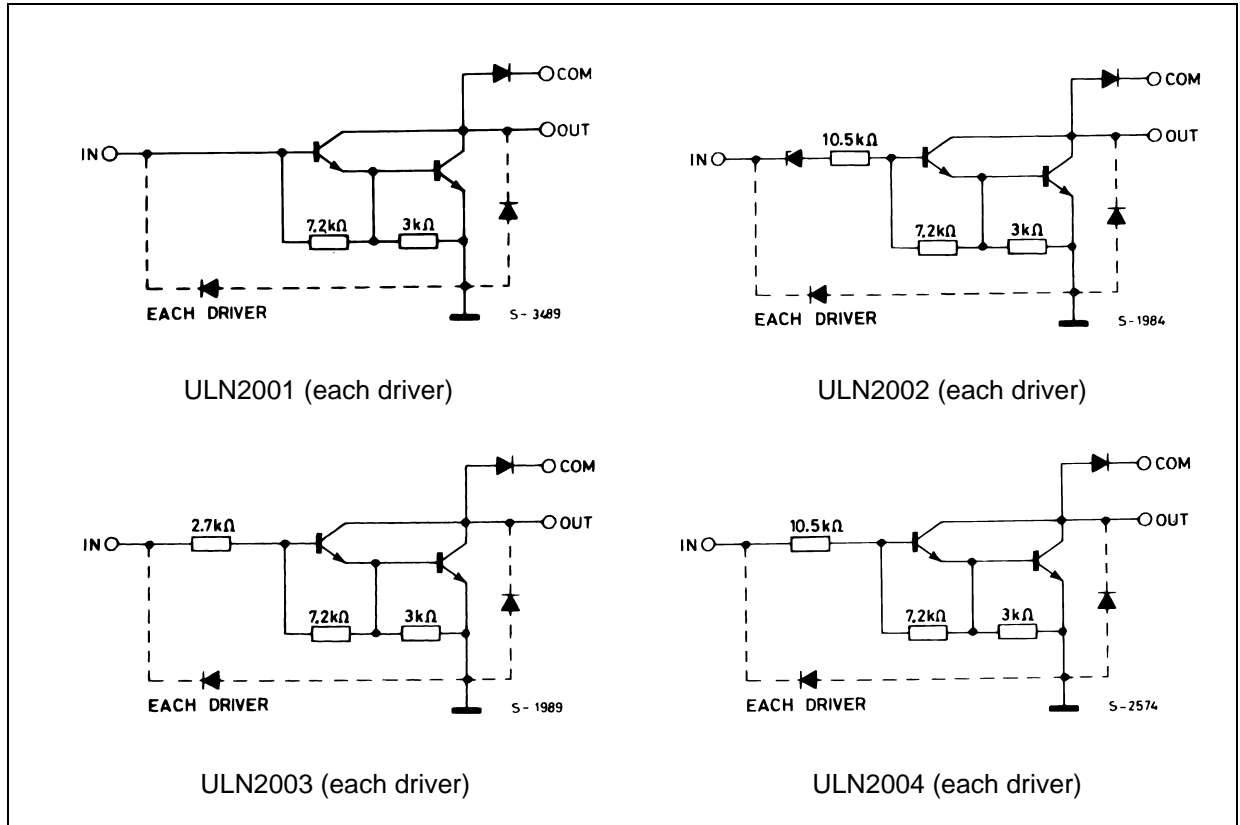 COM
OUT
IN
7.2kΩ 3kΩ
EACH DRIVER
S- 3489
ULN2001 (each driver)
COM
OUT
10.5kΩ
IN
7.2kΩ 3kΩ
EACH DRIVER
S-1984
ULN2002 (each driver)
COM
OUT
2.7kΩ
IN
7.2kΩ 3kΩ
EACH DRIVER
S- 1989
ULN2003 (each driver)
COM
OUT
10.5kΩ
IN
7.2kΩ 3kΩ
EACH DRIVER
S-2574
ULN2004 (each driver)